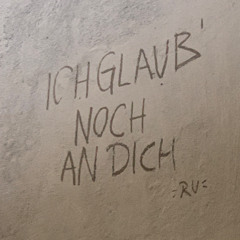 ICH GLAUB'
NOCH
AN DICH
=RV=